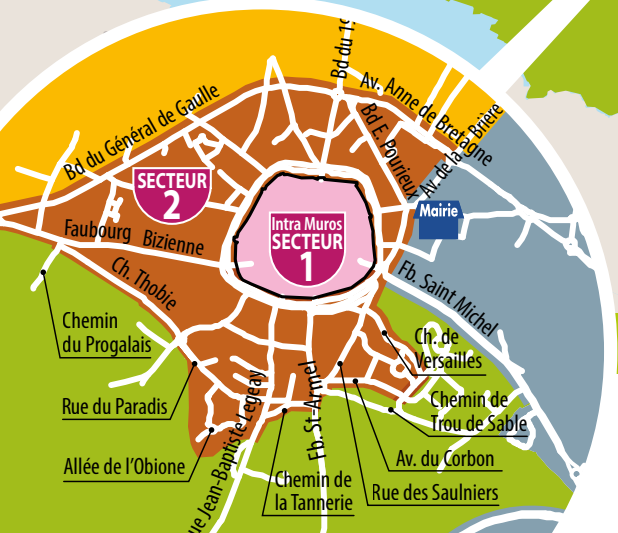 Bd du 19
Av. Anne de Bretagne
Bd du Général de Gaulle
Bd E. Pourieux
Av. de la Brière
SECTEUR
2
Mairie
Intra Muros
SECTEUR
1
Faubourg Bizienne
Ch. Thobie
Fb. Saint Michel
Chemin
du Progalais
Ch. de
Versailles
Rue du Paradis
Chemin de
Trou de Sable
Allée de l'Obione
ue Jean-Baptiste Legeay
Fb. St-Armel
Av. du Corbon
Chemin de
la Tannerie
Rue des Saulniers